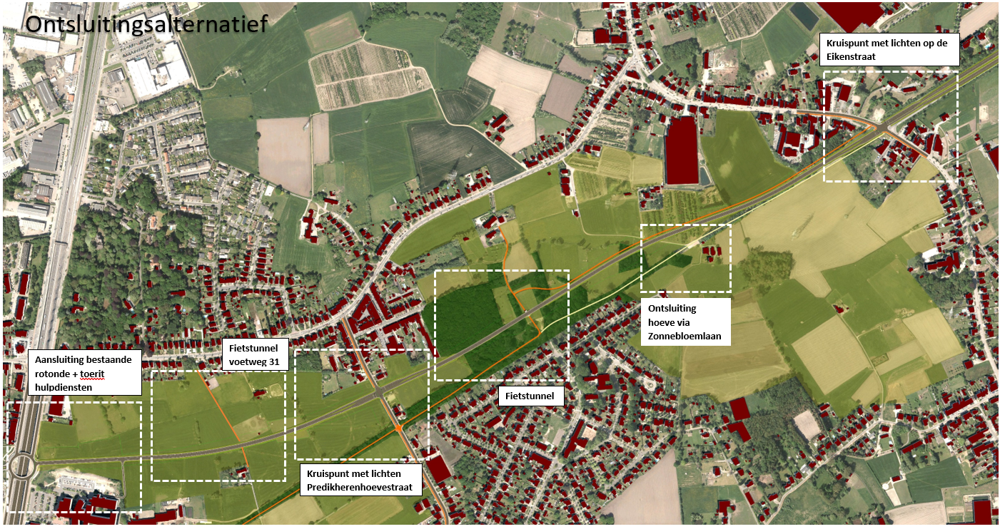 Ontsluitingsalternatief
Kruispunt met lichten op de
Eikenstraat
Ontsluiting
hoeve via
Zonnebloemlaan
Fietstunnel
voetweg 31
Aansluiting bestaande
rotonde + toerit
hulpdiensten
Fietstunnel
Kruispunt met lichten
Predikherenhoevestraat